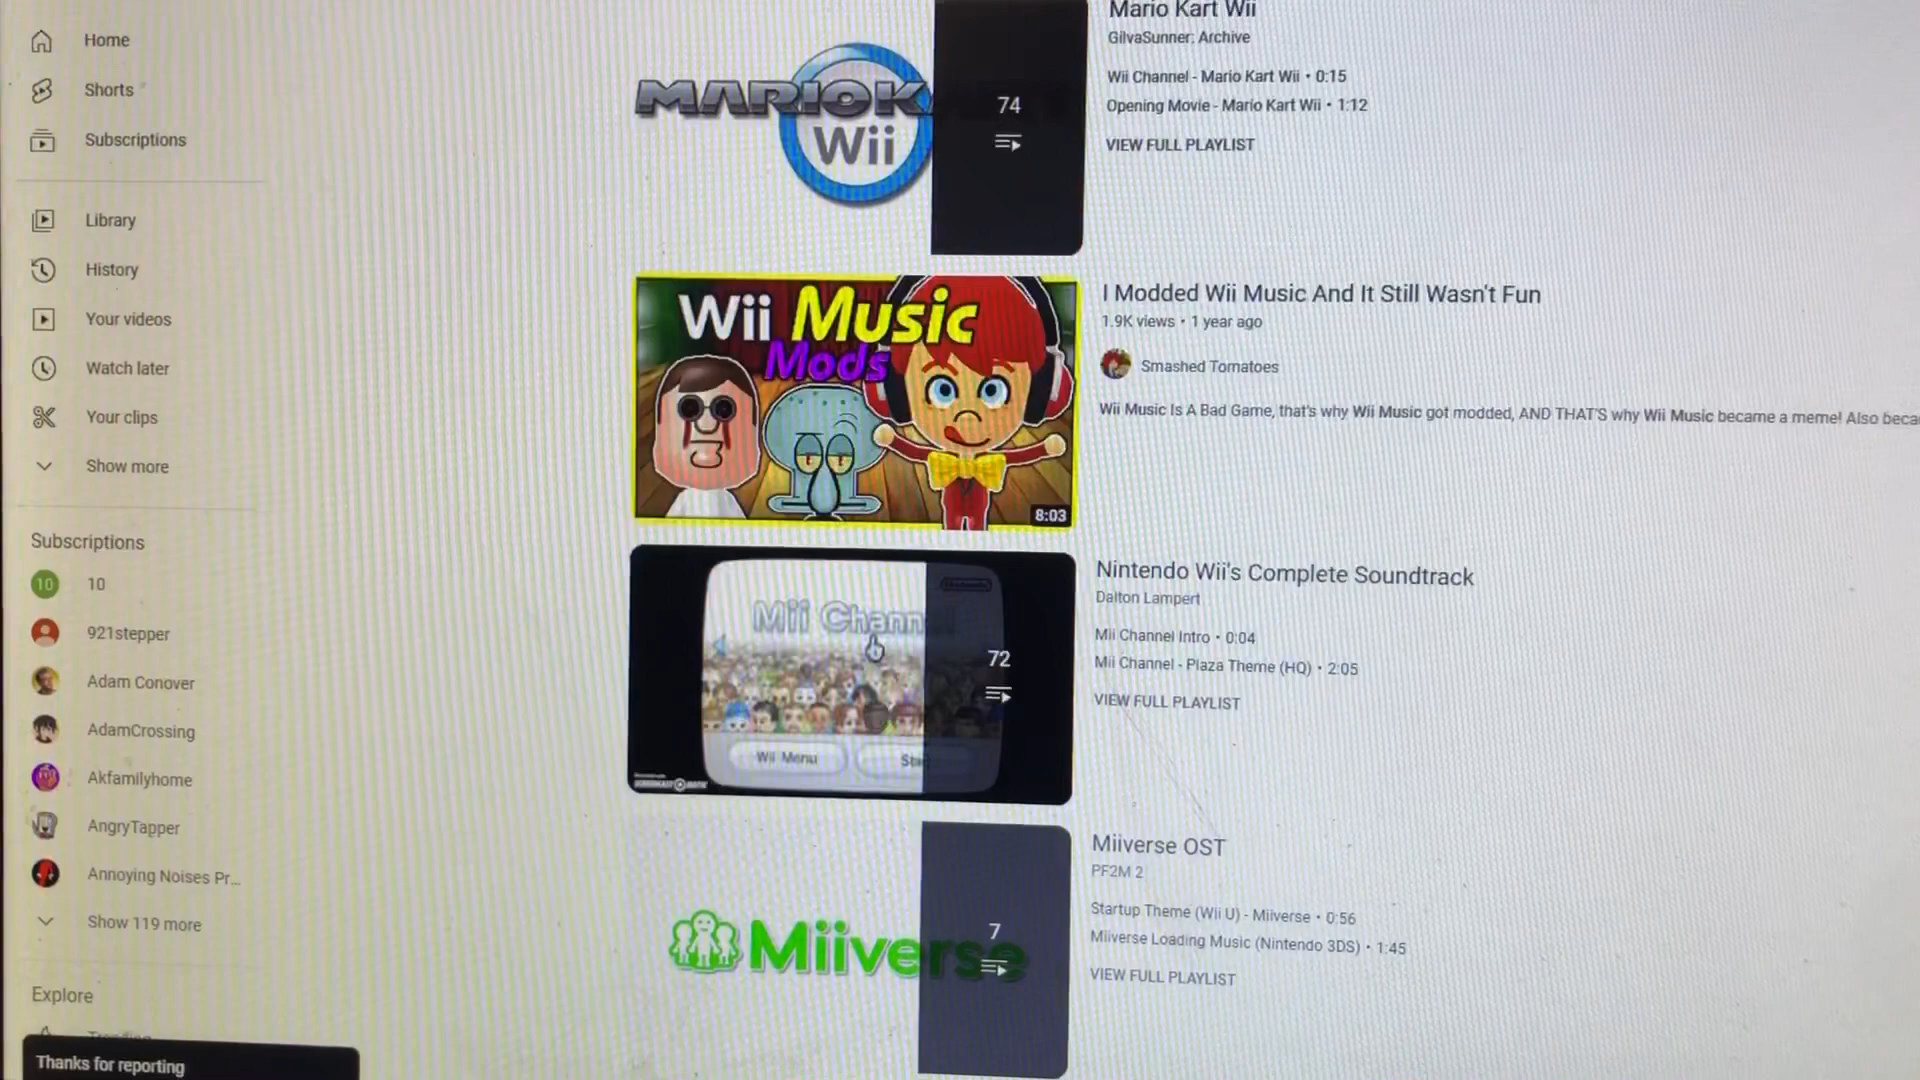 Home
Shorts
Subscriptions
Library
History
Your videos
Watch later
Your clips
Show more
Subscriptions
10
10
921stepper
Adam Conover
AdamCrossing
Akfamilyhome
AngryTapper
Annoying Noises Pr...
Show 119 more
Explore
Trending
Thanks for reporting
MARIO K
Wii
74
Mario Kart Wii
GilvaSunner: Archive
Wii Channel - Mario Kart Wii • 0:15
Opening Movie - Mario Kart Wii • 1:12
VIEW FULL PLAYLIST
Wii Music
Mods
8:03
I Modded Wii Music And It Still Wasn't Fun
1.9K views • 1 year ago
Smashed Tomatoes
Wii Music Is A Bad Game, that's why Wii Music got modded, AND THAT'S why Wii Music became a meme! Also beca
Nintendo
Mii Channel
Wii Menu
Sta
72
Nintendo Wii's Complete Soundtrack
Dalton Lampert
Mii Channel Intro • 0:04
Mii Channel - Plaza Theme (HQ) • 2:05
VIEW FULL PLAYLIST
Miiverse
7
Miiverse OST
PF2M 2
Startup Theme (Wii U) - Miiverse • 0:56
Miiverse Loading Music (Nintendo 3DS) • 1:45
VIEW FULL PLAYLIST